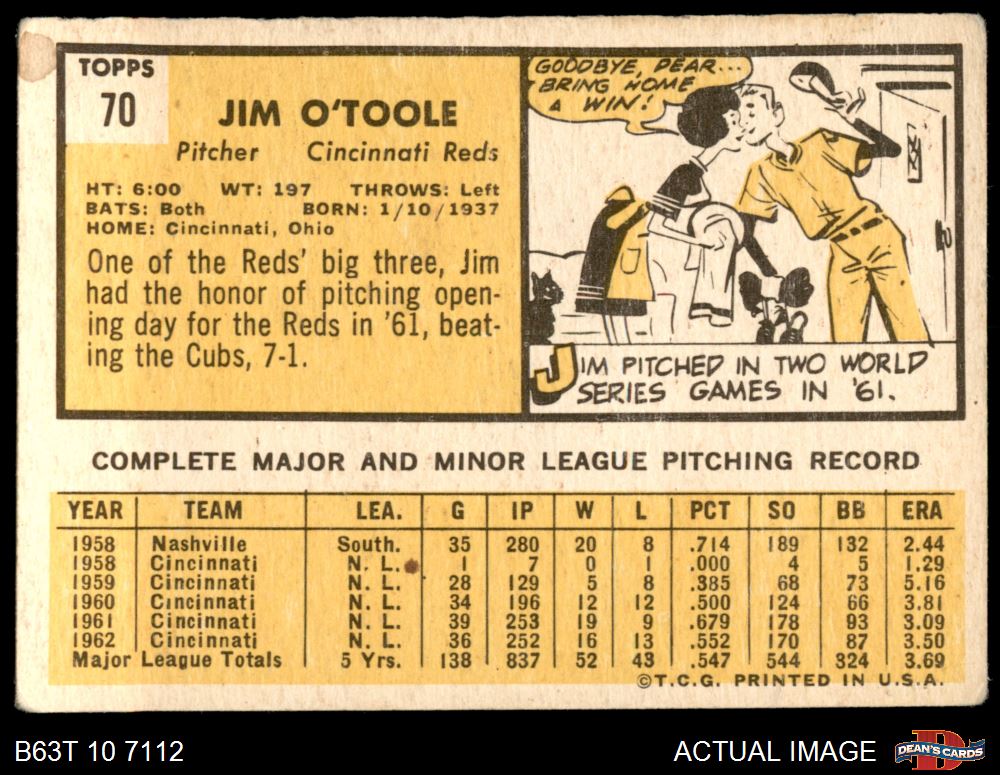 TOPPS
70
JIM O'TOOLE
Pitcher Cincinnati Reds
HT: 6:00 WT: 197 THROWS: Left
BATS: Both BORN: 1/10/1937
HOME: Cincinnati, Ohio
One of the Reds' big three, Jim
had the honor of pitching open-
ing day for the Reds in '61, beat-
ing the Cubs, 7-1.
GOODBYE, DEAR...
BRING HOME
A WIN!
JIM PITCHED IN TWO WORLD
SERIES GAMES IN '61.
COMPLETE MAJOR AND MINOR LEAGUE PITCHING RECORD
YEAR TEAM LEA. G IP W L PCT SO BB ERA
1958 Nashville South. 35 280 20 8 .714 189 132 2.44
1958 Cincinnati N. L. 1 7 0 1 .000 4 5 1.29
1959 Cincinnati N. L. 28 129 5 8 .385 68 73 5.16
1960 Cincinnati N. L. 34 196 12 12 .500 124 66 3.81
1961 Cincinnati N. L. 39 253 19 9 .679 178 93 3.09
1962 Cincinnati N. L. 36 252 16 13 .552 170 87 3.50
Major League Totals 5 Yrs. 138 837 52 43 .547 544 324 3.69
©T.C.G. PRINTED IN U.S.A.
B63T 10 7112
ACTUAL IMAGE
DEAN'S CARDS